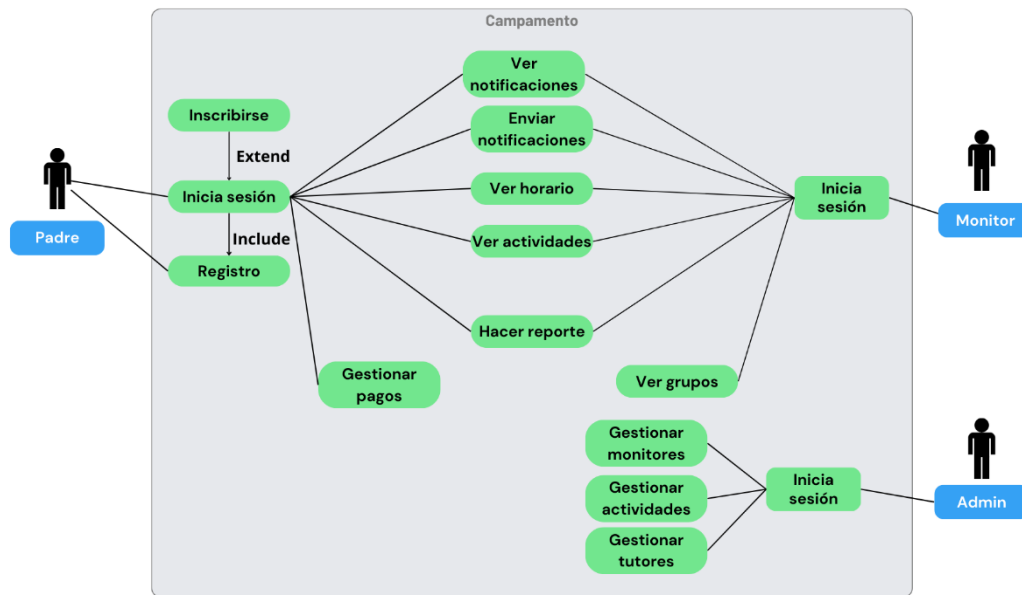 Campamento
Ver
notificaciones
Inscribirse
Enviar
notificaciones
Extend
Inicia sesión
Ver horario
Inicia
sesión
Padre
Monitor
Include
Ver actividades
Registro
Hacer reporte
Gestionar
pagos
Ver grupos
Gestionar
monitores
Gestionar
actividades
Inicia
sesión
Admin
Gestionar
tutores